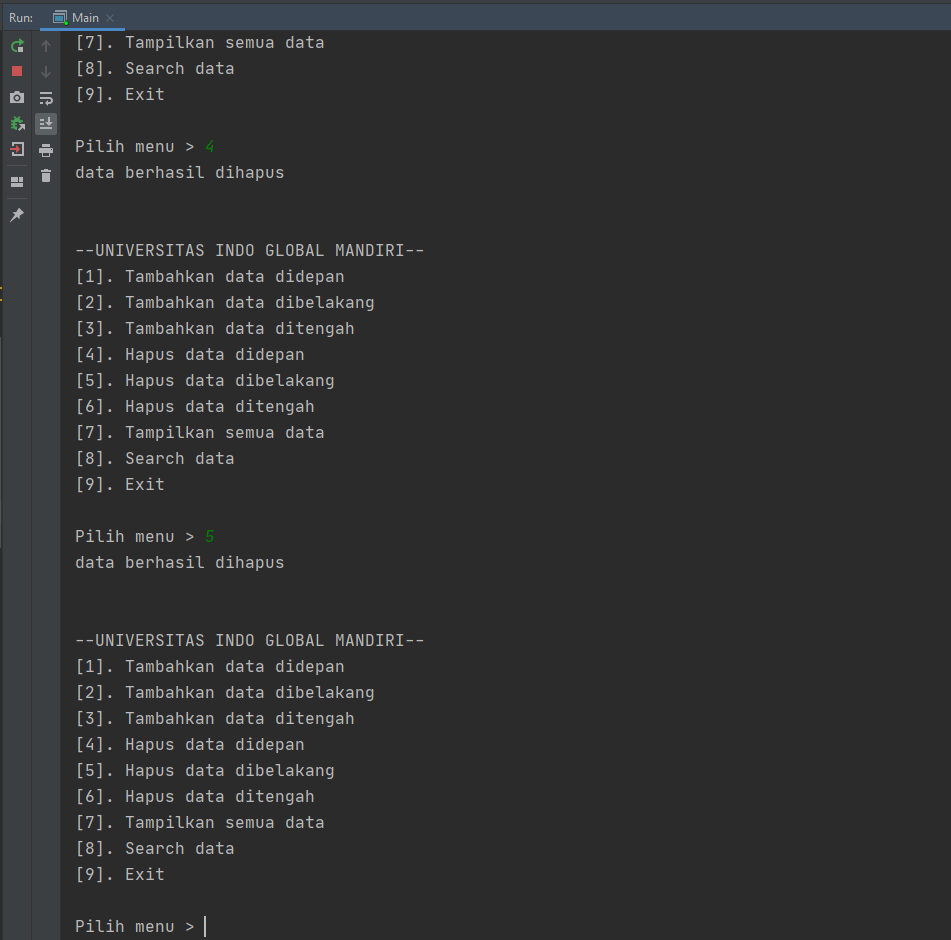 Run: Main
[7]. Tampilkan semua data
[8]. Search data
[9]. Exit
Pilih menu > 4
data berhasil dihapus
--UNIVERSITAS INDO GLOBAL MANDIRI--
[1]. Tambahkan data didepan
[2]. Tambahkan data dibelakang
[3]. Tambahkan data ditengah
[4]. Hapus data didepan
[5]. Hapus data dibelakang
[6]. Hapus data ditengah
[7]. Tampilkan semua data
[8]. Search data
[9]. Exit
Pilih menu > 5
data berhasil dihapus
--UNIVERSITAS INDO GLOBAL MANDIRI--
[1]. Tambahkan data didepan
[2]. Tambahkan data dibelakang
[3]. Tambahkan data ditengah
[4]. Hapus data didepan
[5]. Hapus data dibelakang
[6]. Hapus data ditengah
[7]. Tampilkan semua data
[8]. Search data
[9]. Exit
Pilih menu >